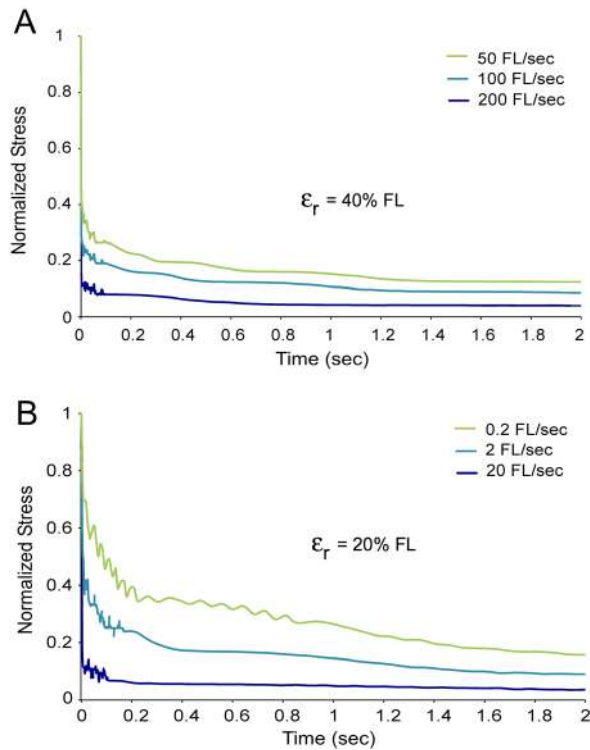 A
1
0.8
0.6
0.4
0.2
0
Normalized Stress
50 FL/sec
100 FL/sec
200 FL/sec
εr = 40% FL
0 0.2 0.4 0.6 0.8 1 1.2 1.4 1.6 1.8 2
Time (sec)
B
1
0.8
0.6
0.4
0.2
0
Normalized Stress
0.2 FL/sec
2 FL/sec
20 FL/sec
εr = 20% FL
0 0.2 0.4 0.6 0.8 1 1.2 1.4 1.6 1.8 2
Time (sec)